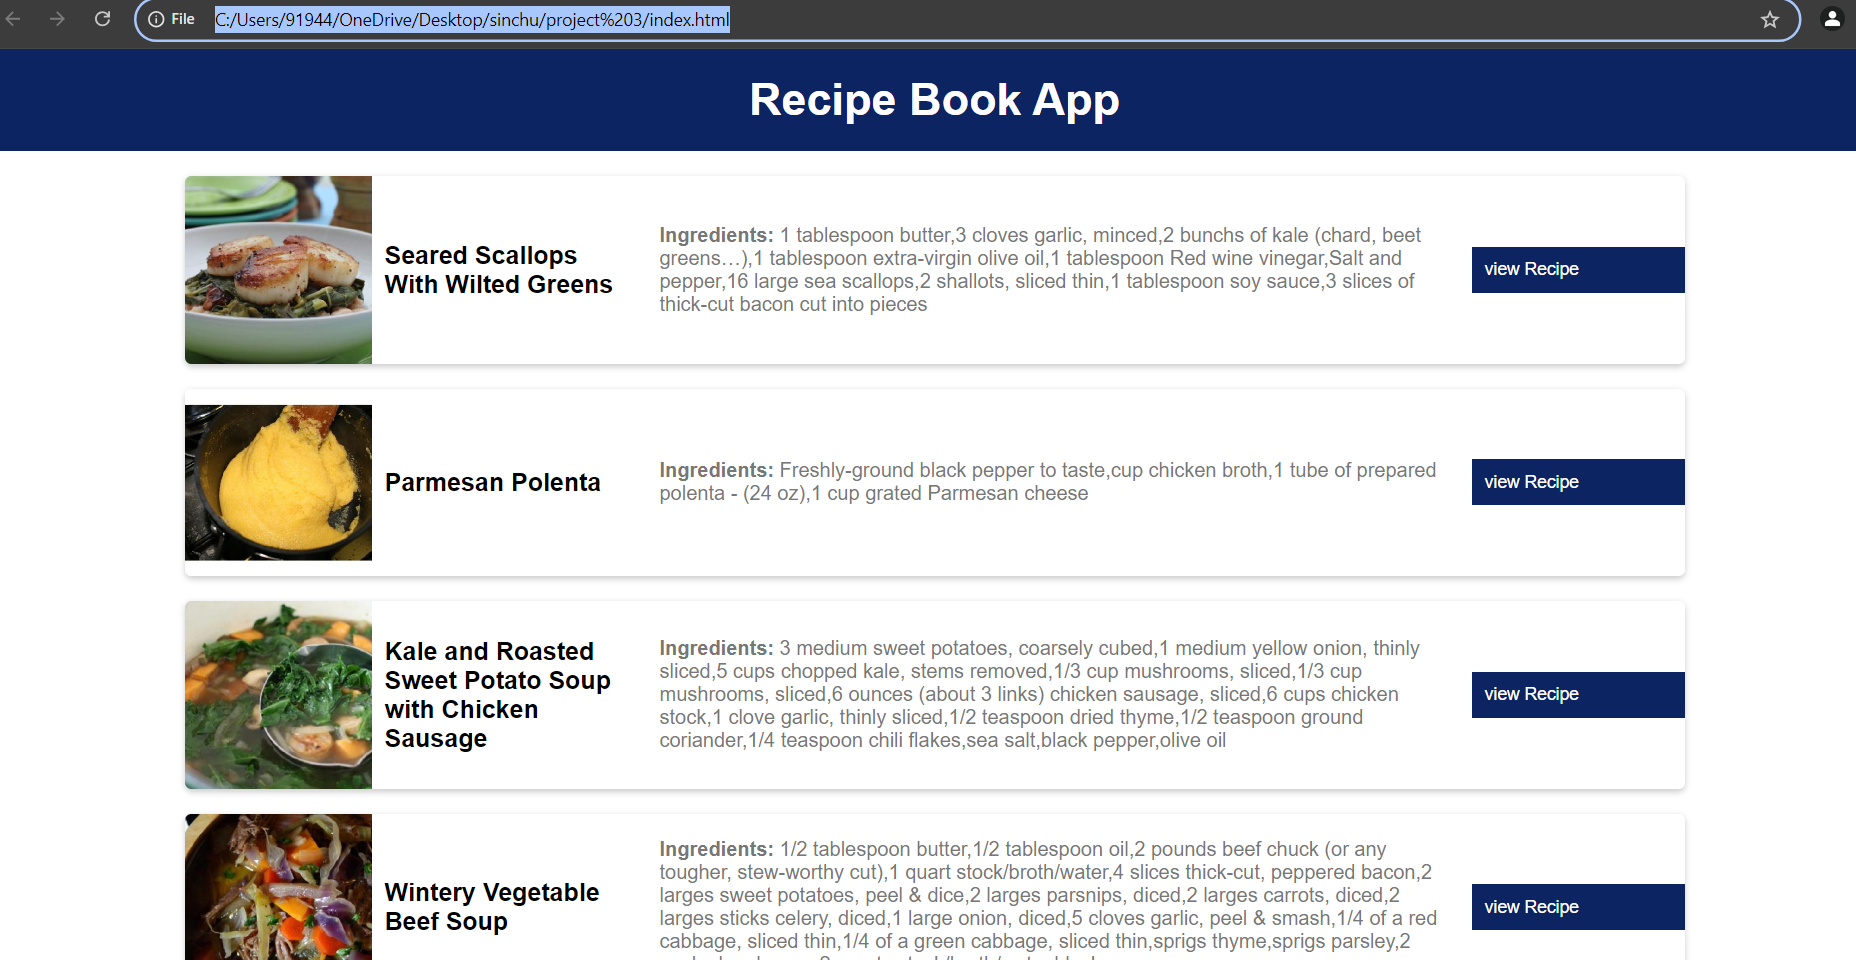 File C:/Users/91944/OneDrive/Desktop/sinchu/project%203/index.html
Recipe Book App
Seared Scallops
With Wilted Greens
Ingredients: 1 tablespoon butter,3 cloves garlic, minced,2 bunchs of kale (chard, beet
greens…),1 tablespoon extra-virgin olive oil,1 tablespoon Red wine vinegar,Salt and
pepper,16 large sea scallops,2 shallots, sliced thin,1 tablespoon soy sauce,3 slices of
thick-cut bacon cut into pieces
view Recipe
Parmesan Polenta
Ingredients: Freshly-ground black pepper to taste,cup chicken broth,1 tube of prepared
polenta - (24 oz),1 cup grated Parmesan cheese
view Recipe
Kale and Roasted
Sweet Potato Soup
with Chicken
Sausage
Ingredients: 3 medium sweet potatoes, coarsely cubed,1 medium yellow onion, thinly
sliced,5 cups chopped kale, stems removed,1/3 cup mushrooms, sliced,1/3 cup
mushrooms, sliced,6 ounces (about 3 links) chicken sausage, sliced,6 cups chicken
stock,1 clove garlic, thinly sliced,1/2 teaspoon dried thyme,1/2 teaspoon ground
coriander,1/4 teaspoon chili flakes,sea salt,black pepper,olive oil
view Recipe
Wintery Vegetable
Beef Soup
Ingredients: 1/2 tablespoon butter,1/2 tablespoon oil,2 pounds beef chuck (or any
tougher, stew-worthy cut),1 quart stock/broth/water,4 slices thick-cut, peppered bacon,2
larges sweet potatoes, peel & dice,2 larges parsnips, diced,2 larges carrots, diced,2
larges sticks celery, diced,1 large onion, diced,5 cloves garlic, peel & smash,1/4 of a red
cabbage, sliced thin,1/4 of a green cabbage, sliced thin,sprigs thyme,sprigs parsley,2
view Recipe